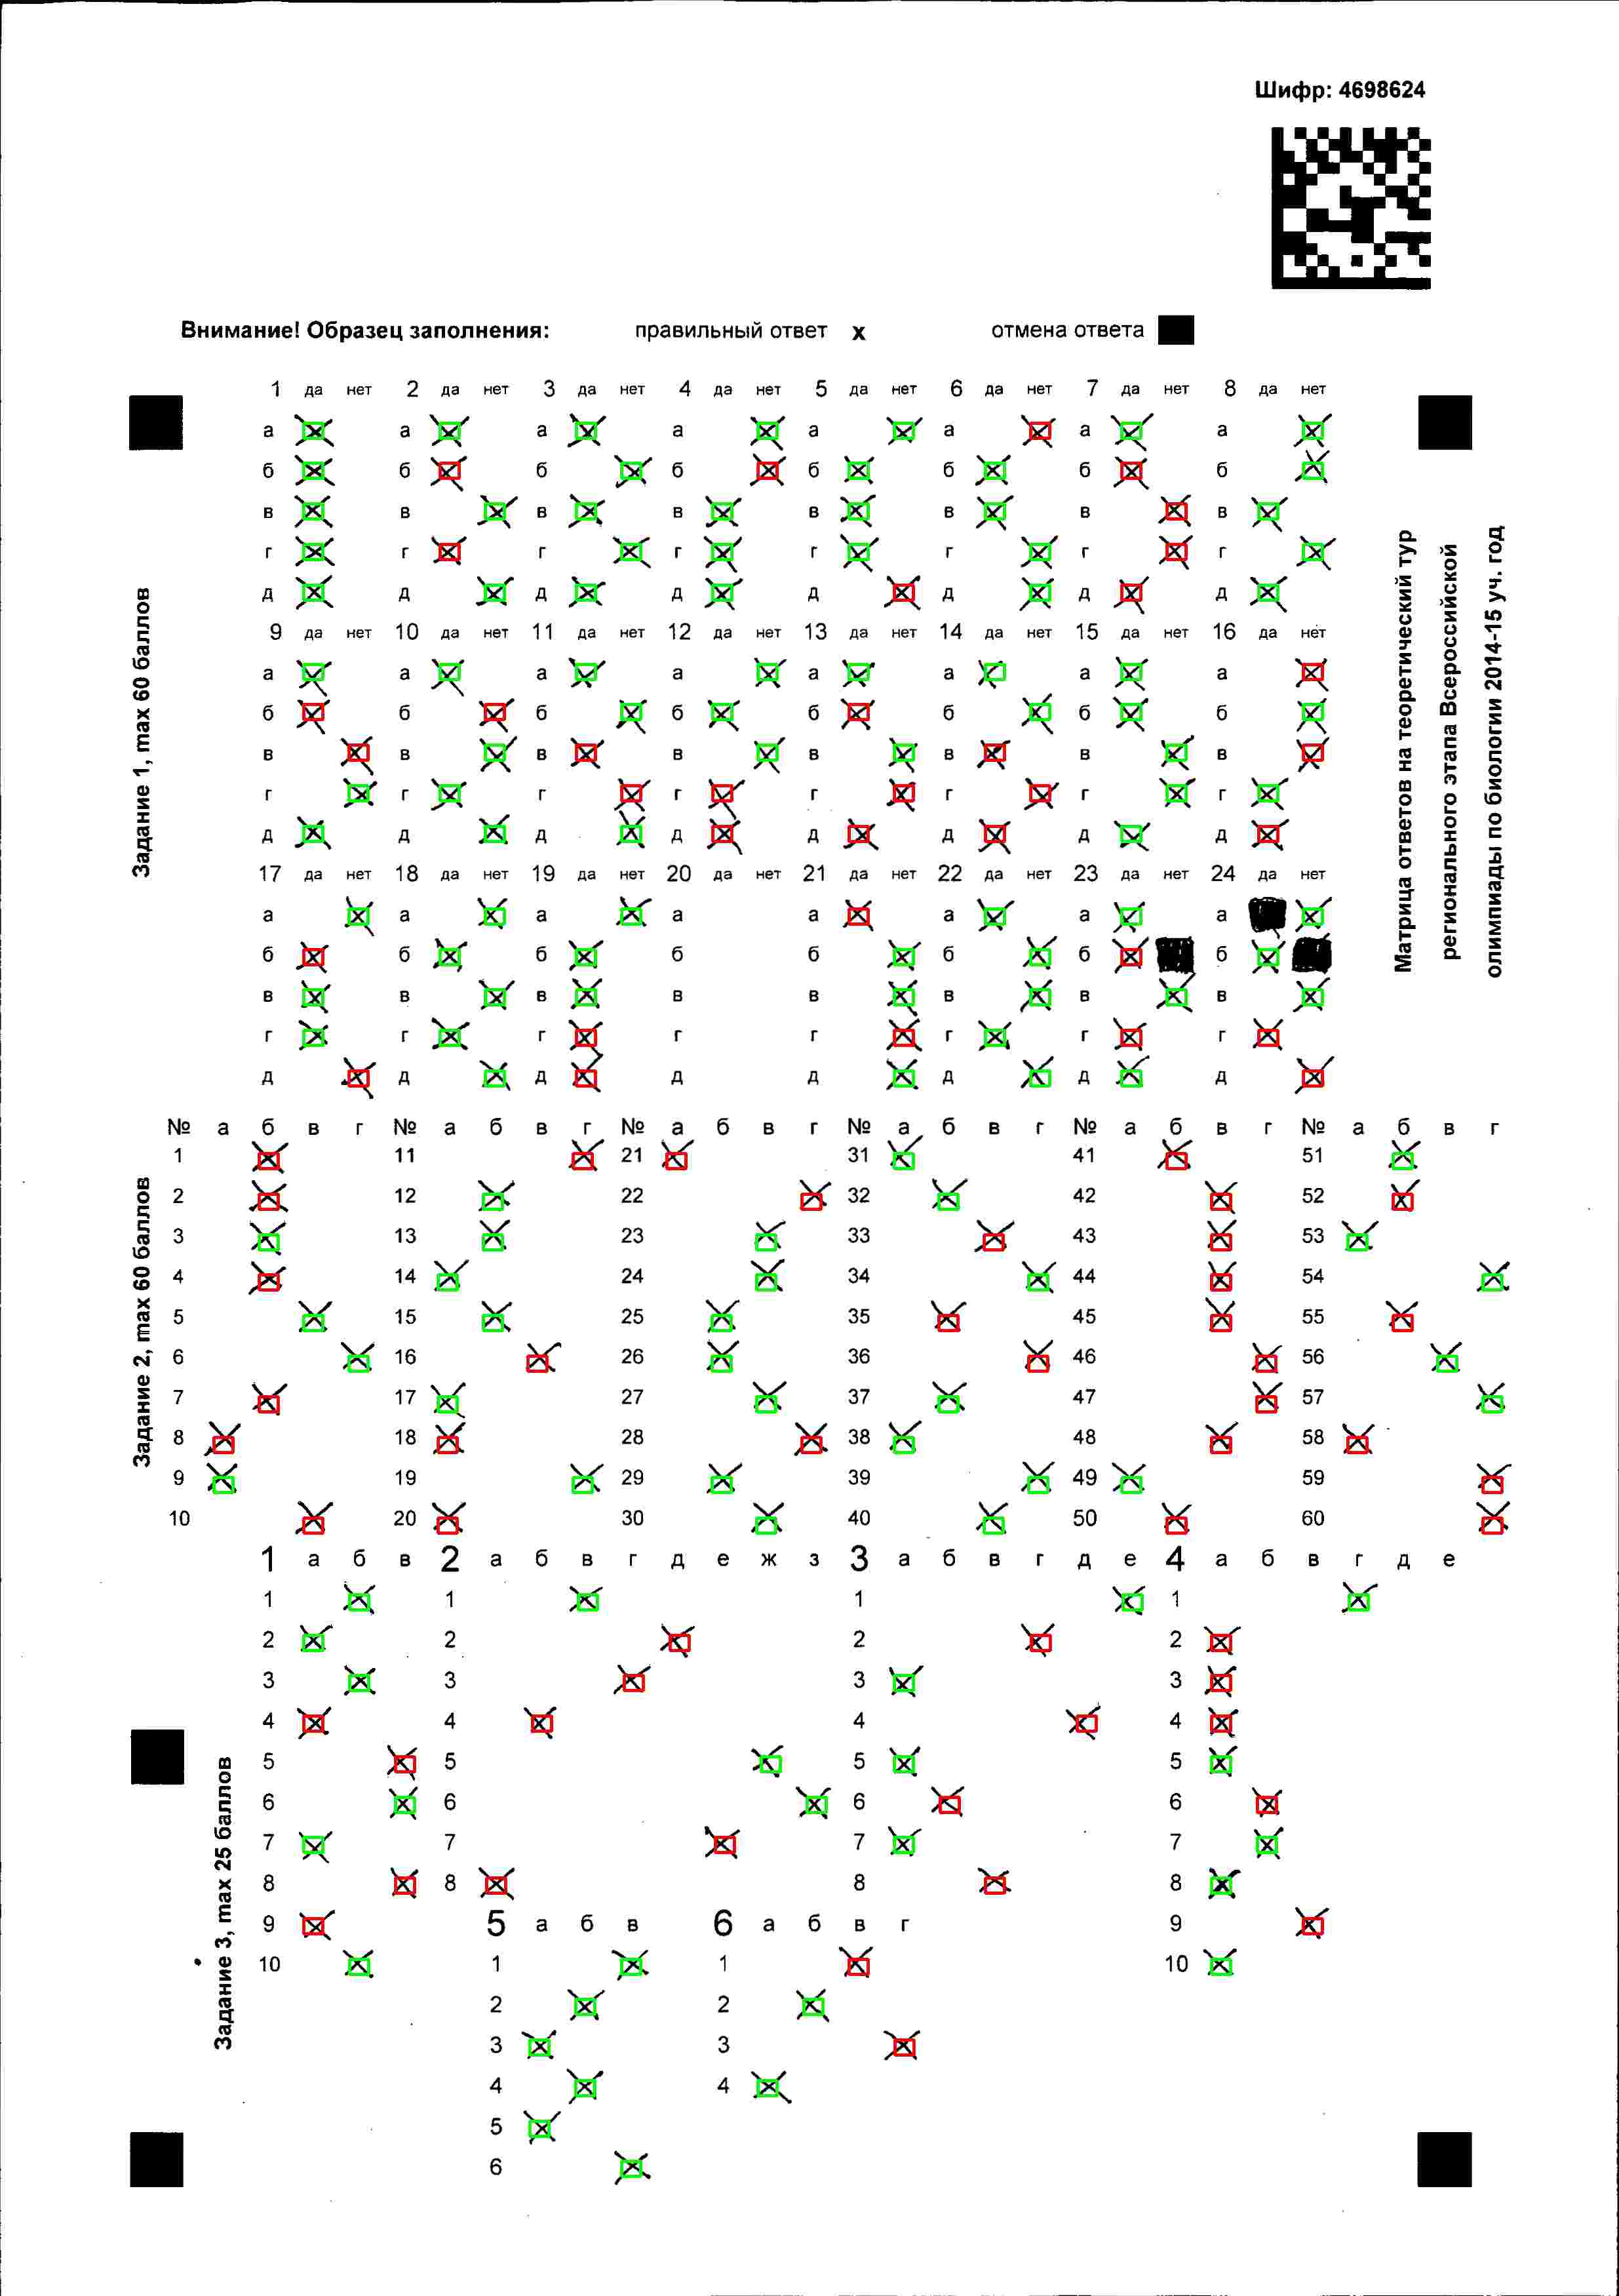 Шифр: 4698624
Внимание! Образец заполнения: правильный ответ х отмена ответа
1 да нет 2 да нет 3 да нет 4 да нет 5 да нет 6 да нет 7 да нет 8 да нет
а а а а а а а а
б б б б б б б б
в в в в в в в в
г г г г г г г г
д д д д д д д д
9 да нет 10 да нет 11 да нет 12 да нет 13 да нет 14 да нет 15 да нет 16 да нет
а а а а а а а а
б б б б б б б б
в в в в в в в в
г г г г г г г г
д д д д д д д д
17 да нет 18 да нет 19 да нет 20 да нет 21 да нет 22 да нет 23 да нет 24 да нет
а а а а а а а а
б б б б б б б б
в в в в в в в в
г г г г г г г г
д д д д д д д д
Задание 1, max 60 баллов
Матрица ответов на теоретический тур
регионального этапа Всероссийской
олимпиады по биологии 2014-15 уч. год
№ а б в г № а б в г № а б в г № а б в г № а б в г № а б в г
1 11 21 31 41 51
2 12 22 32 42 52
3 13 23 33 43 53
4 14 24 34 44 54
5 15 25 35 45 55
6 16 26 36 46 56
7 17 27 37 47 57
8 18 28 38 48 58
9 19 29 39 49 59
10 20 30 40 50 60
Задание 2, max 60 баллов
1 а б в 2 а б в г д е ж з 3 а б в г д е 4 а б в г д е
1 1 1 1
2 2 2 2
3 3 3 3
4 4 4 4
5 5 5 5
6 6 6 6
7 7 7 7
8 8 8 8
9 5 а б в 6 а б в г 9
10 1 1 10
2 2
3 3
4 4
5
6
Задание 3, max 25 баллов